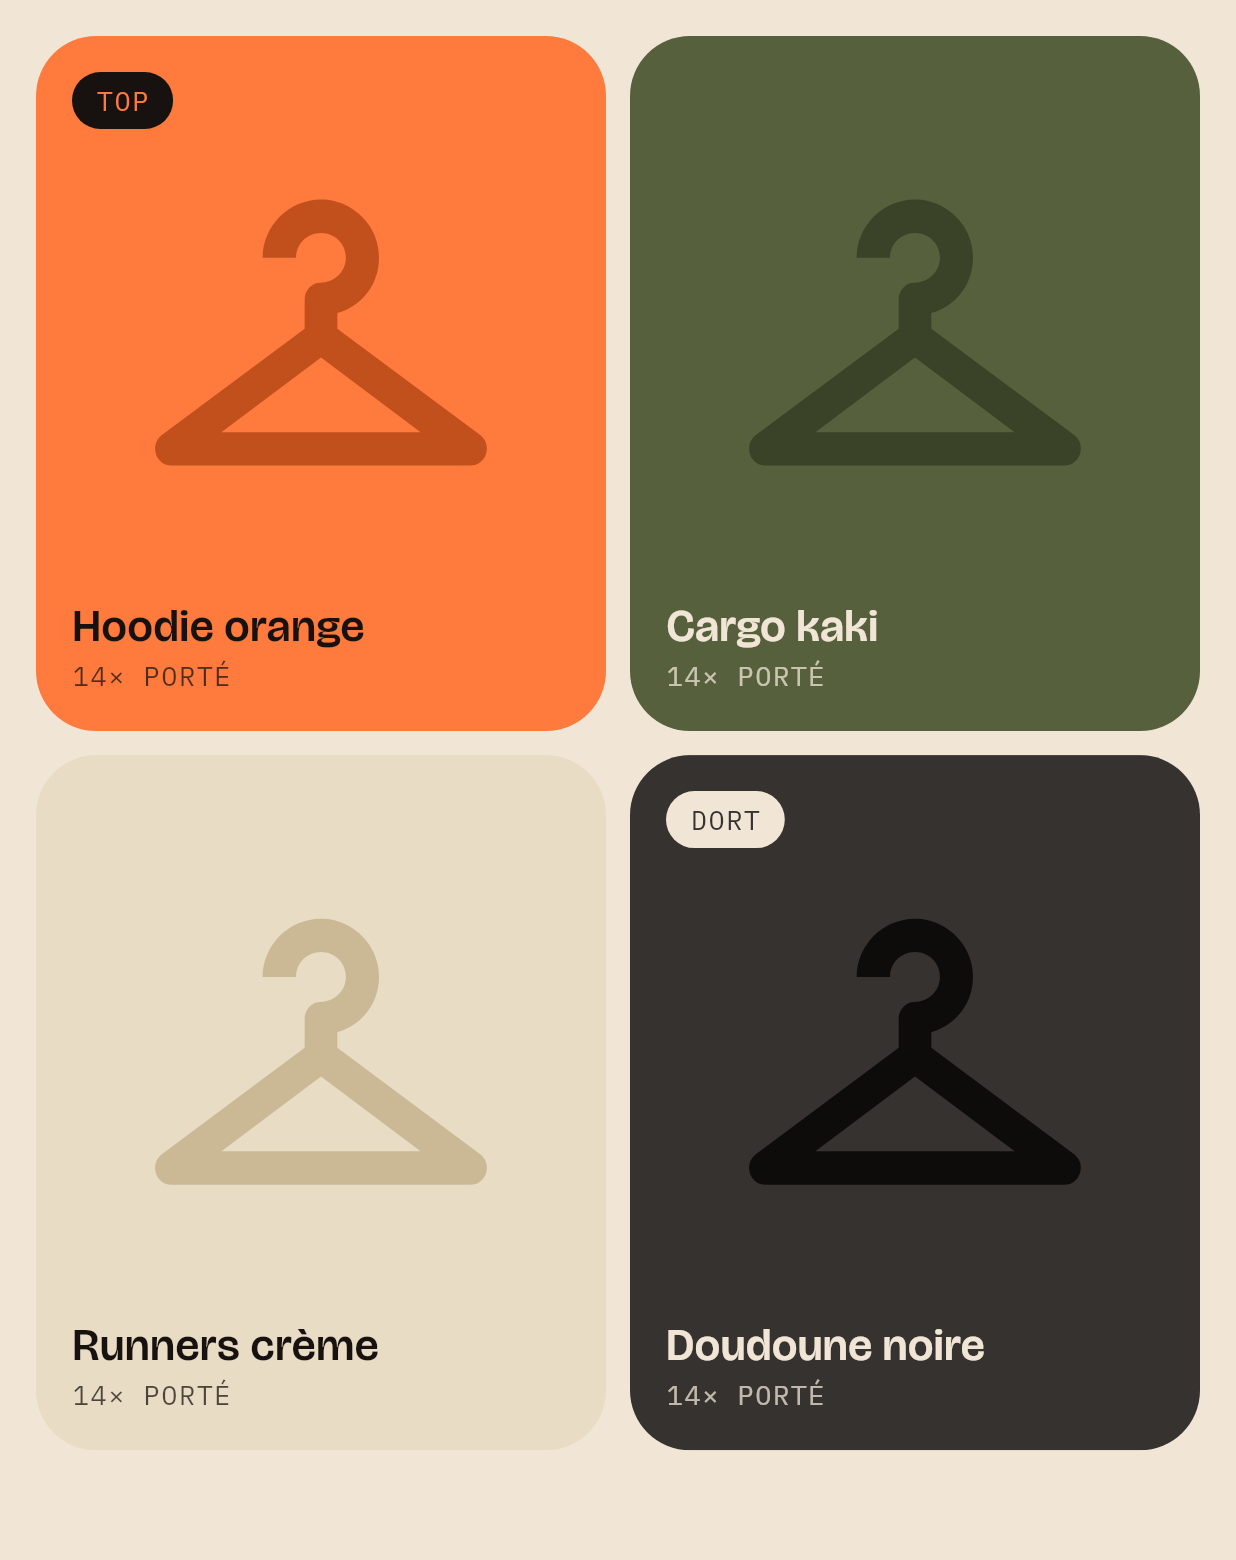 TOP
Hoodie orange
14× PORTÉ
Cargo kaki
14× PORTÉ
Runners crème
14× PORTÉ
DORT
Doudoune noire
14× PORTÉ